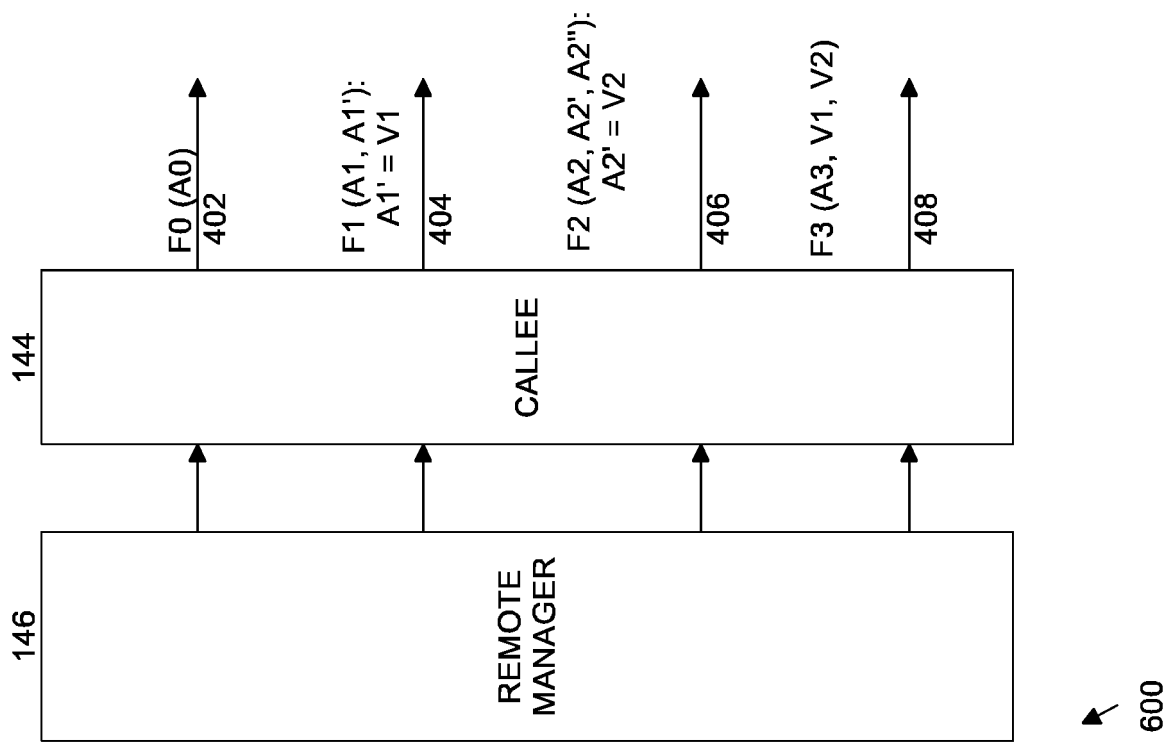 146
REMOTE
MANAGER
144
CALLEE
F0 (A0)
402
F1 (A1, A1'):
A1' = V1
404
F2 (A2, A2', A2"):
A2' = V2
406
F3 (A3, V1, V2)
408
600